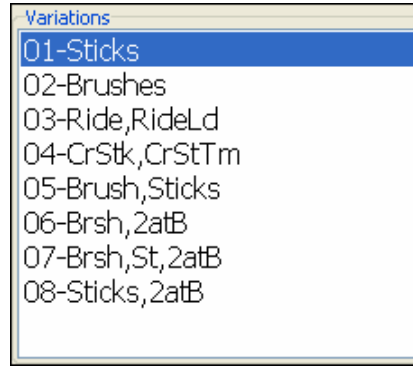 Variations
01-Sticks
02-Brushes
03-Ride,RideLd
04-CrStk,CrStTm
05-Brush,Sticks
06-Brsh,2atB
07-Brsh,St,2atB
08-Sticks,2atB